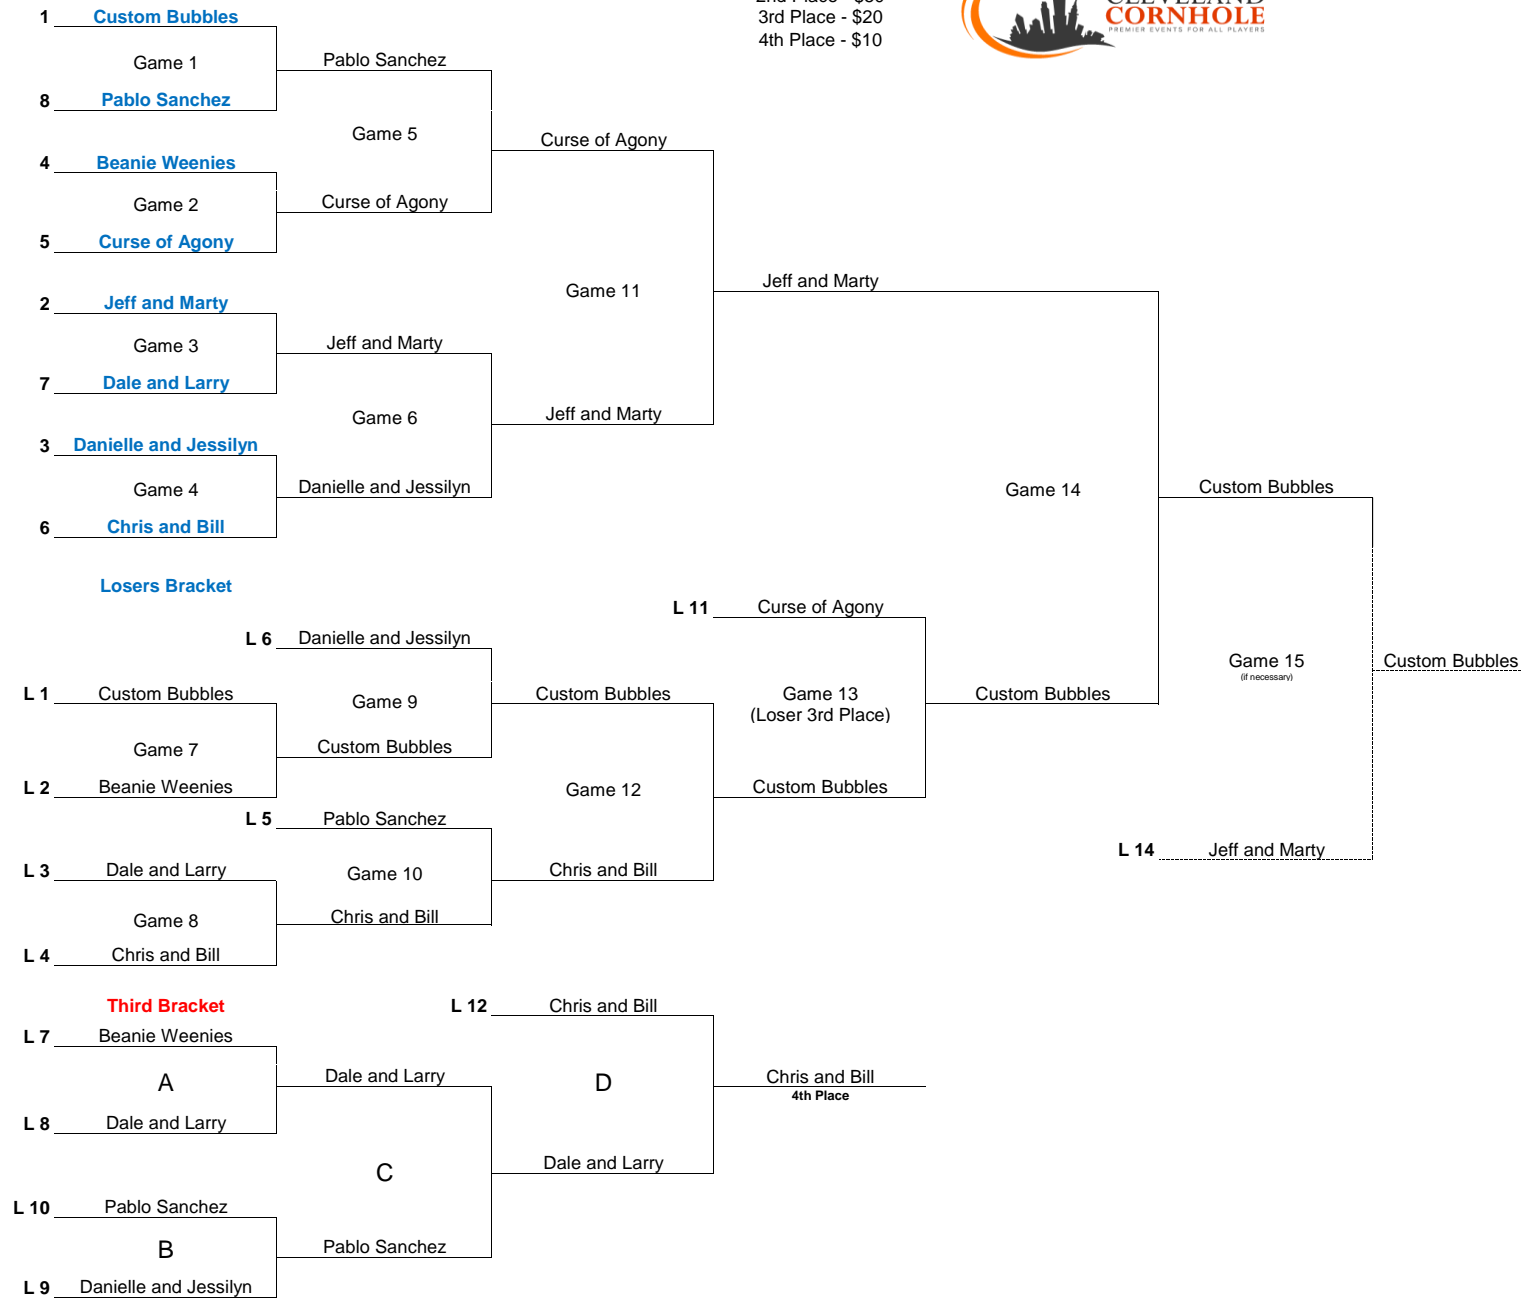 3rd Place - $20
4th Place - $10
CORNHOLE
PREMIER EVENTS FOR ALL PLAYERS
1 Custom Bubbles
Game 1
Pablo Sanchez
8 Pablo Sanchez
Game 5
Curse of Agony
4 Beanie Weenies
Game 2
Curse of Agony
5 Curse of Agony
Game 11
Jeff and Marty
2 Jeff and Marty
Game 3
Jeff and Marty
7 Dale and Larry
Game 6
Jeff and Marty
3 Danielle and Jessilyn
Game 4
Danielle and Jessilyn
6 Chris and Bill
Game 14
Custom Bubbles
Losers Bracket
L 11 Curse of Agony
L 6 Danielle and Jessilyn
Game 15
(if necessary)
Custom Bubbles
L 1 Custom Bubbles
Game 9
Custom Bubbles
Game 13
(Loser 3rd Place)
Custom Bubbles
Game 7
Custom Bubbles
L 2 Beanie Weenies
Game 12
Custom Bubbles
L 5 Pablo Sanchez
L 14 Jeff and Marty
L 3 Dale and Larry
Game 10
Chris and Bill
Game 8
Chris and Bill
L 4 Chris and Bill
Third Bracket
L 12 Chris and Bill
L 7 Beanie Weenies
A
Dale and Larry
D
Chris and Bill
4th Place
L 8 Dale and Larry
C
Dale and Larry
L 10 Pablo Sanchez
B
Pablo Sanchez
L 9 Danielle and Jessilyn